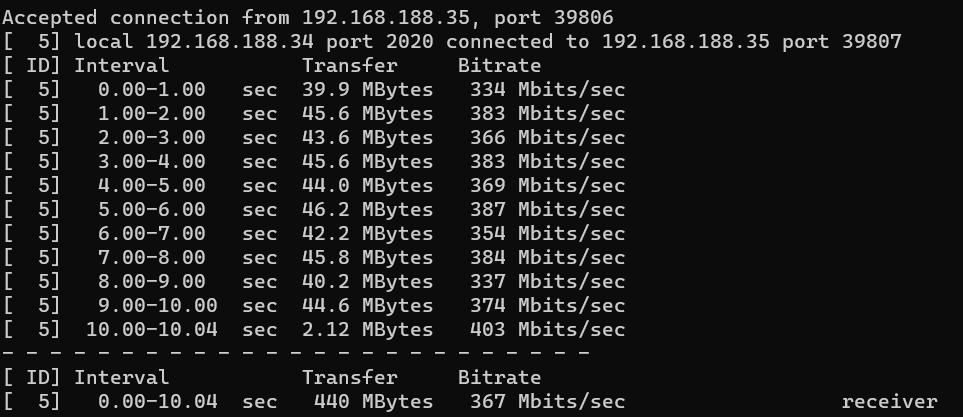 Accepted connection from 192.168.188.35, port 39806
[  5] local 192.168.188.34 port 2020 connected to 192.168.188.35 port 39807
[ ID] Interval           Transfer     Bitrate
[  5]   0.00-1.00   sec  39.9 MBytes   334 Mbits/sec
[  5]   1.00-2.00   sec  45.6 MBytes   383 Mbits/sec
[  5]   2.00-3.00   sec  43.6 MBytes   366 Mbits/sec
[  5]   3.00-4.00   sec  45.6 MBytes   383 Mbits/sec
[  5]   4.00-5.00   sec  44.0 MBytes   369 Mbits/sec
[  5]   5.00-6.00   sec  46.2 MBytes   387 Mbits/sec
[  5]   6.00-7.00   sec  42.2 MBytes   354 Mbits/sec
[  5]   7.00-8.00   sec  45.8 MBytes   384 Mbits/sec
[  5]   8.00-9.00   sec  40.2 MBytes   337 Mbits/sec
[  5]   9.00-10.00  sec  44.6 MBytes   374 Mbits/sec
[  5]  10.00-10.04  sec  2.12 MBytes   403 Mbits/sec
- - - - - - - - - - - - - - - - - - - - - - - - -
[ ID] Interval           Transfer     Bitrate
[  5]   0.00-10.04  sec   440 MBytes   367 Mbits/sec                  receiver